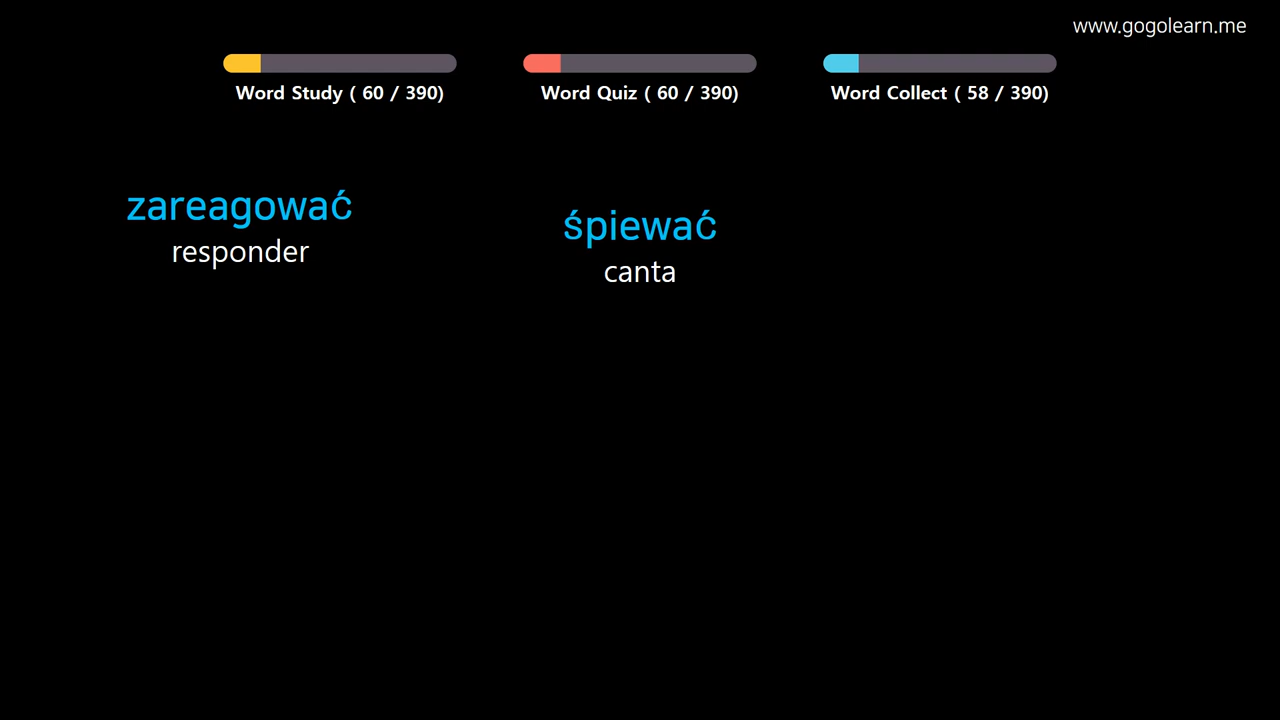 www.gogolearn.me
Word Study ( 60 / 390)
Word Quiz ( 60 / 390)
Word Collect ( 58 / 390)
zareagować
responder
śpiewać
canta